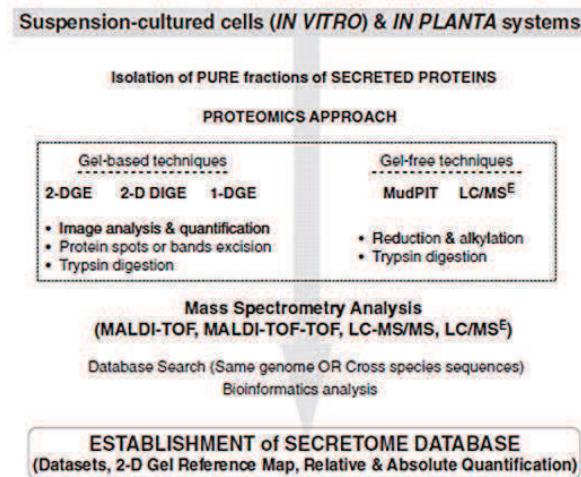 Suspension-cultured cells (IN VITRO) & IN PLANTA systems
Isolation of PURE fractions of SECRETED PROTEINS
PROTEOMICS APPROACH
Gel-based techniques
2-DGE 2-D DIGE 1-DGE
• Image analysis & quantification
• Protein spots or bands excision
• Trypsin digestion
Gel-free techniques
MudPIT LC/MSᴱ
• Reduction & alkylation
• Trypsin digestion
Mass Spectrometry Analysis
(MALDI-TOF, MALDI-TOF-TOF, LC-MS/MS, LC/MSᴱ)
Database Search (Same genome OR Cross species sequences)
Bioinformatics analysis
ESTABLISHMENT of SECRETOME DATABASE
(Datasets, 2-D Gel Reference Map, Relative & Absolute Quantification)